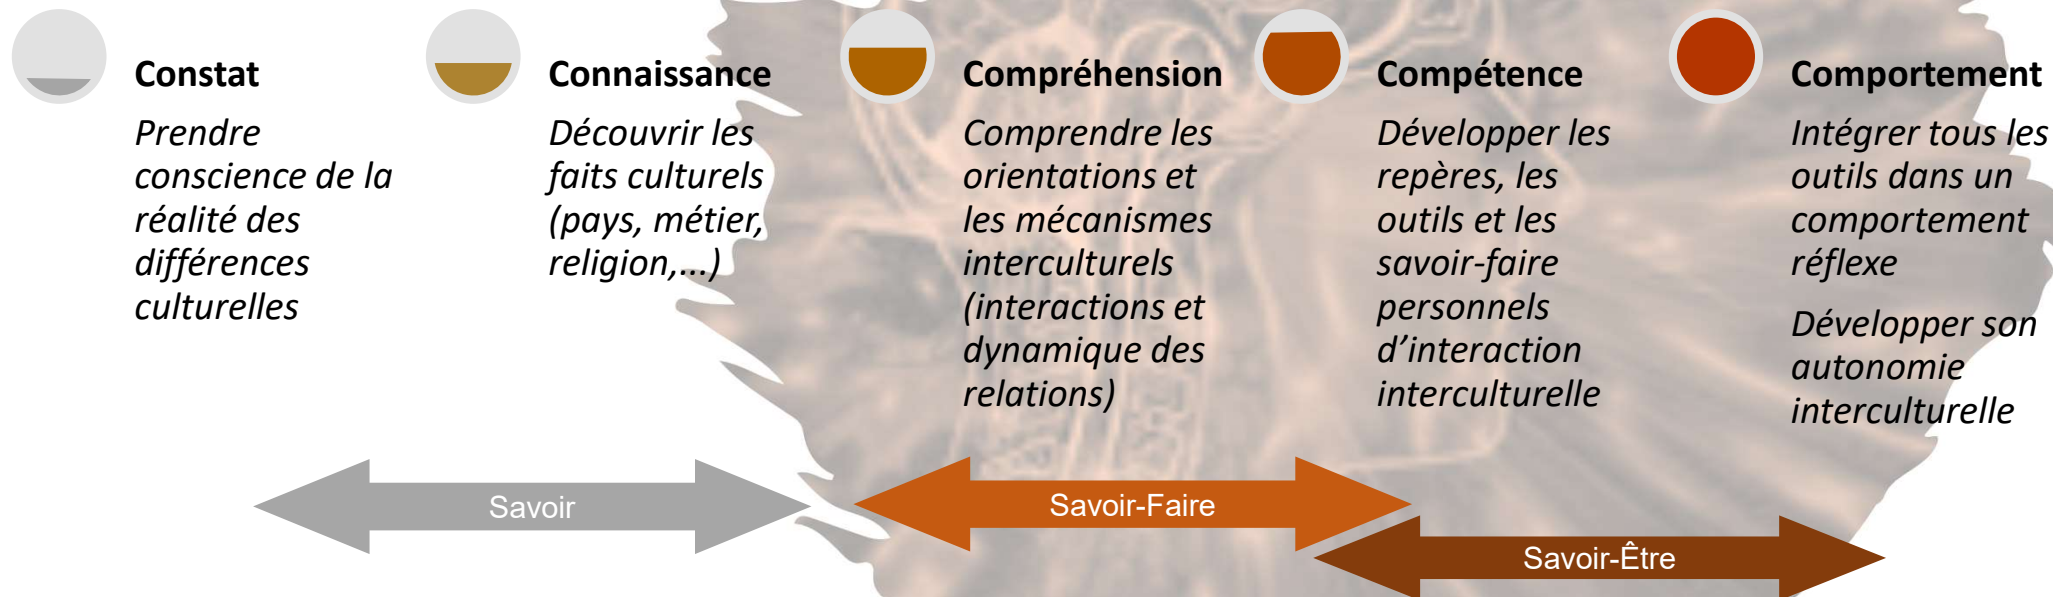 Constat
Prendre
conscience de la
réalité des
différences
culturelles
Connaissance
Découvrir les
faits culturels
(pays, métier,
religion,...)
Compréhension
Comprendre les
orientations et
les mécanismes
interculturels
(interactions et
dynamique des
relations)
Compétence
Développer les
repères, les
outils et les
savoir-faire
personnels
d’interaction
interculturelle
Comportement
Intégrer tous les
outils dans un
comportement
réflexe
Développer son
autonomie
interculturelle
Savoir
Savoir-Faire
Savoir-Être